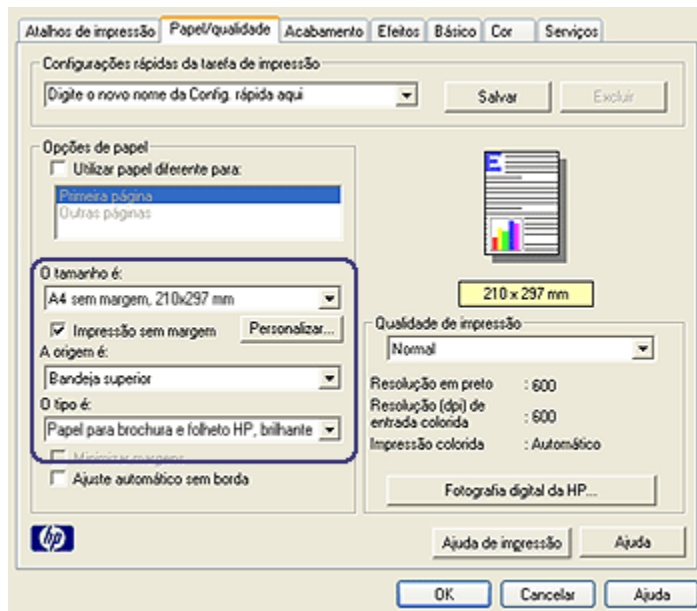 Atalhos de impressão Papel/qualidade Acabamento Efeitos Básico Cor Serviços
Configurações rápidas da tarefa de impressão
Digite o novo nome da Config. rápida aqui
Salvar Excluir
Opções de papel
Utilizar papel diferente para:
Primeira página
Outras páginas
O tamanho é:
A4 sem margem, 210x297 mm
Impressão sem margem Personalizar...
A origem é:
Bandeja superior
O tipo é:
Papel para brochura e folheto HP, brilhante
Minimizar margens
Ajuste automático sem borda
E
210 x 297 mm
Qualidade de impressão
Normal
Resolução em preto : 600
Resolução (dpi) de
entrada colorida : 600
Impressão colorida : Automático
Fotografia digital da HP...
hp
Ajuda de impressão Ajuda
OK Cancelar Ajuda